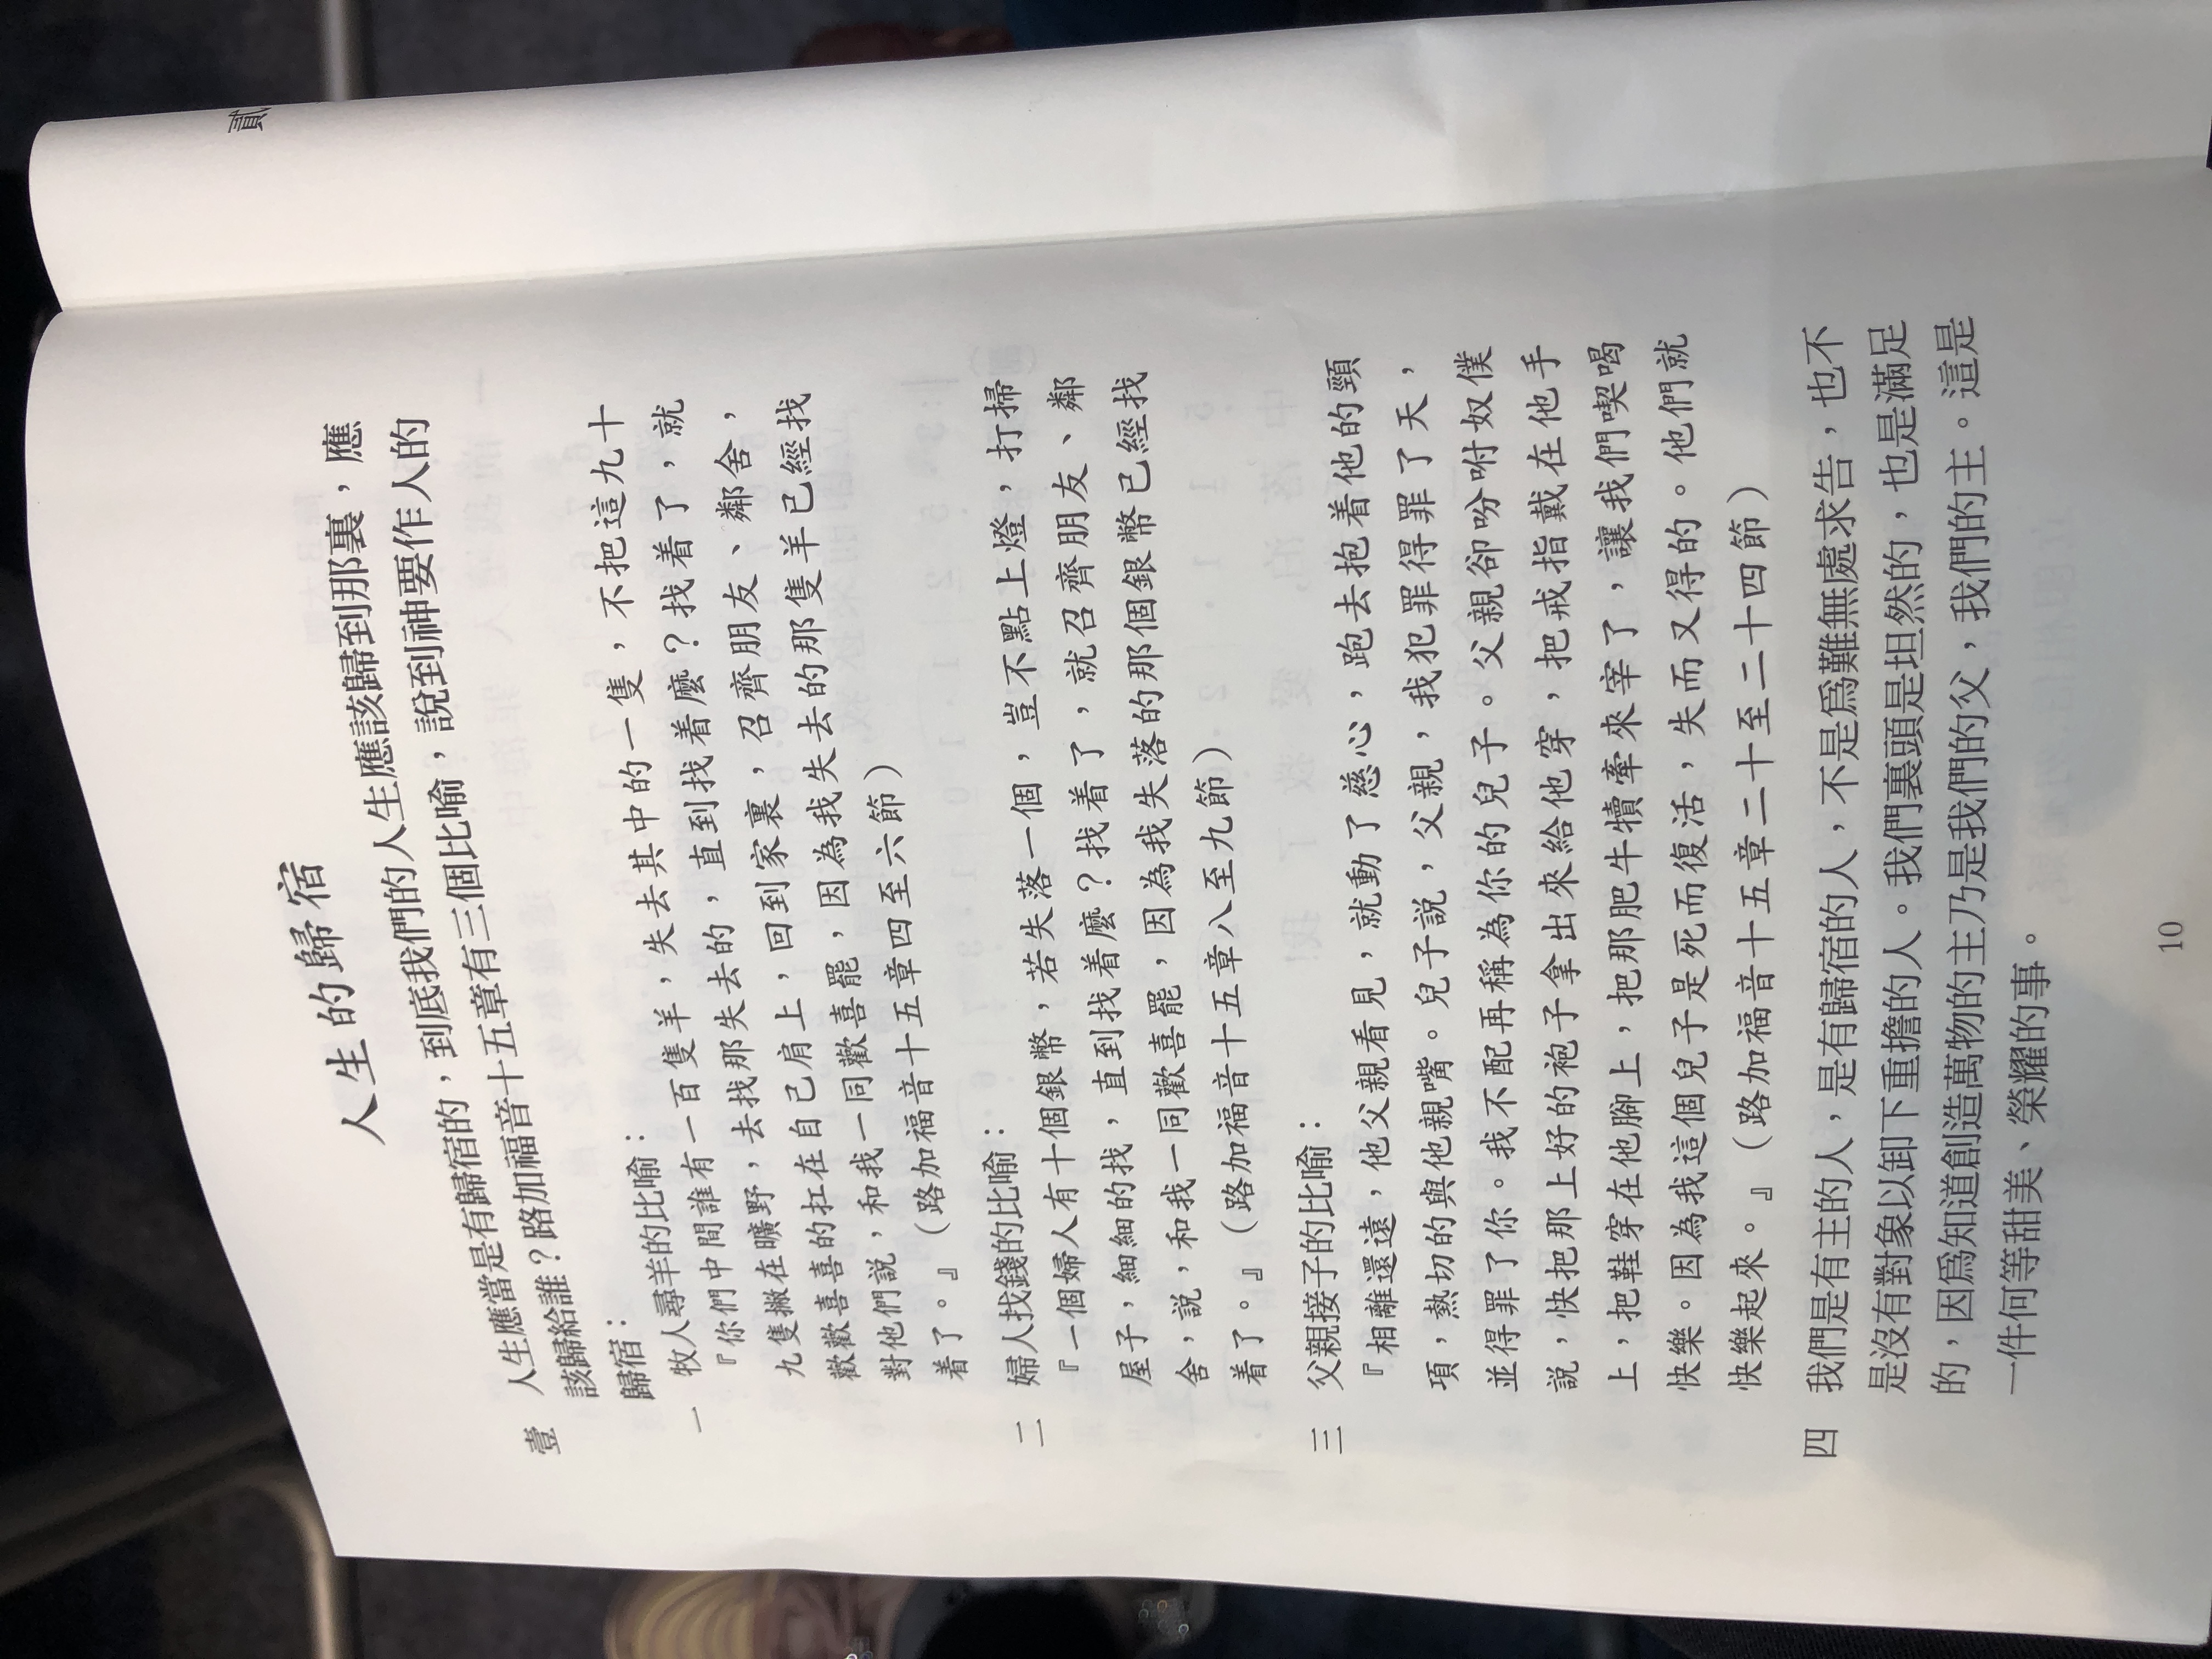 人生的歸宿
壹 人生應當是有歸宿的，到底我們的人生應該歸到那裏，應
該歸給誰？路加福音十五章有三個比喻，說到神要作人的
歸宿：
一 牧人尋羊的比喻：
『你們中間誰有一百隻羊，失去其中的一隻，不把這九十
九隻撇在曠野，去找那失去的，直到找着麼？找着了，就
歡歡喜喜的扛在自己肩上，回到家裏，召齊朋友、鄰舍，
對他們説，和我一同歡喜罷，因為我失去的那隻羊已經找
着了。』（路加福音十五章四至六節）
二 婦人找錢的比喻：
『一個婦人有十個銀幣，若失落一個，豈不點上燈，打掃
屋子，細細的找，直到找着麼？找着了，就召齊朋友、鄰
舍，説，和我一同歡喜罷，因為我失落的那個銀幣已經找
着了。』（路加福音十五章八至九節）
三 父親接子的比喻：
『相離還遠，他父親看見，就動了慈心，跑去抱着他的頸
項，熱切的與他親嘴。兒子説，父親，我犯罪得罪了天，
並得罪了你。我不配再稱為你的兒子。父親卻吩咐奴僕
説，快把那上好的袍子拿出來給他穿，把戒指戴在他手
上，把鞋穿在他腳上，把那肥牛犢牽來宰了，讓我們喫喝
快樂。因為我這個兒子是死而復活，失而又得的。他們就
快樂起來。』（路加福音十五章二十至二十四節）
四 我們是有主的人，是有歸宿的人，不是爲難無處求告，也不
是沒有對象以卸下重擔的人。我們裏頭是坦然的，也是滿足
的，因爲知道創造萬物的主乃是我們的父，我們的主。這是
一件何等甜美、榮耀的事。
10
貳